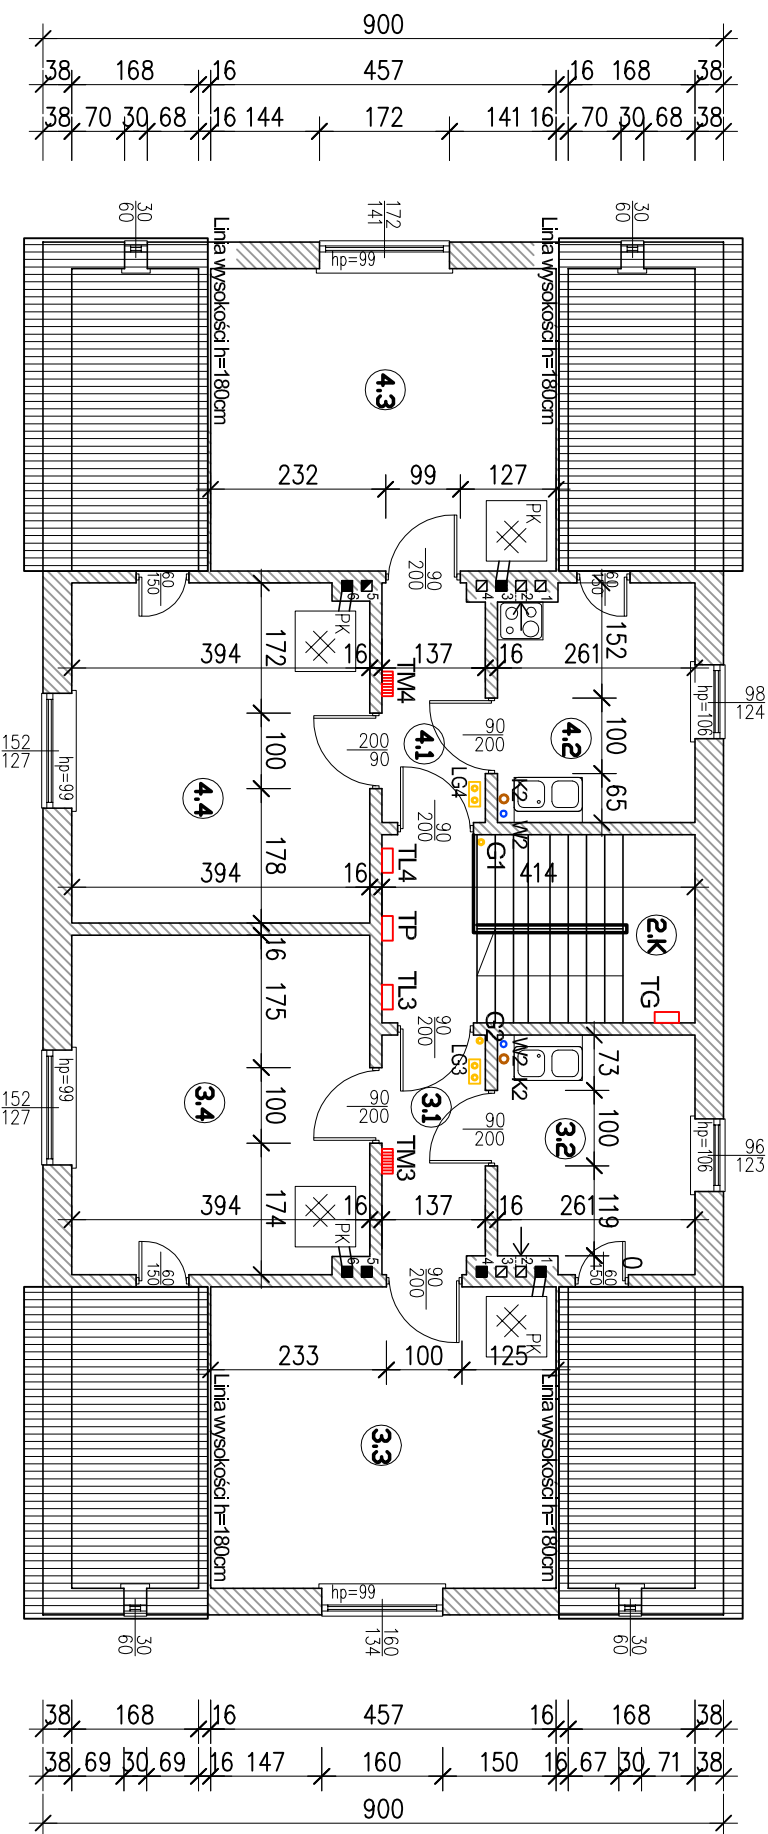 900
38 168 16 457 16 168 38
38 70 30 68 16 144 172 141 16 70 30 68 38
30
60
172
141
30
60
hp=99
Linia wysokości h=180cm
Linia wysokości h=180cm
4.3
232 99 127
PK
90
200
60
150
60
150
6 5 4 3 2 1
PK
172
152
394 16 137 16 261
TM4
98
124
hp=106
90
200
200
90
4.1
4.2
100
100
152
127
hp=99
LG4
K2
W2
65
4.4
90
200
178
TL4
G1
394 16 414
TP
2.K
16
TL3
TG
175
90
200
G2
W2
K2
LG3
73
hp=99
152
127
3.4
100
90
200
3.1
90
200
3.2
100
hp=106
96
123
TM3
174
394 16 137 16 261
119
PK
0
60
150
6 5 4 3 2 1
60
150
90
200
PK
233 100 125
Linia wysokości h=180cm
Linia wysokości h=180cm
3.3
hp=99
30
60
160
134
30
60
38 168 16 457 16 168 38
38 69 30 69 16 147 160 150 16 67 30 71 38
900